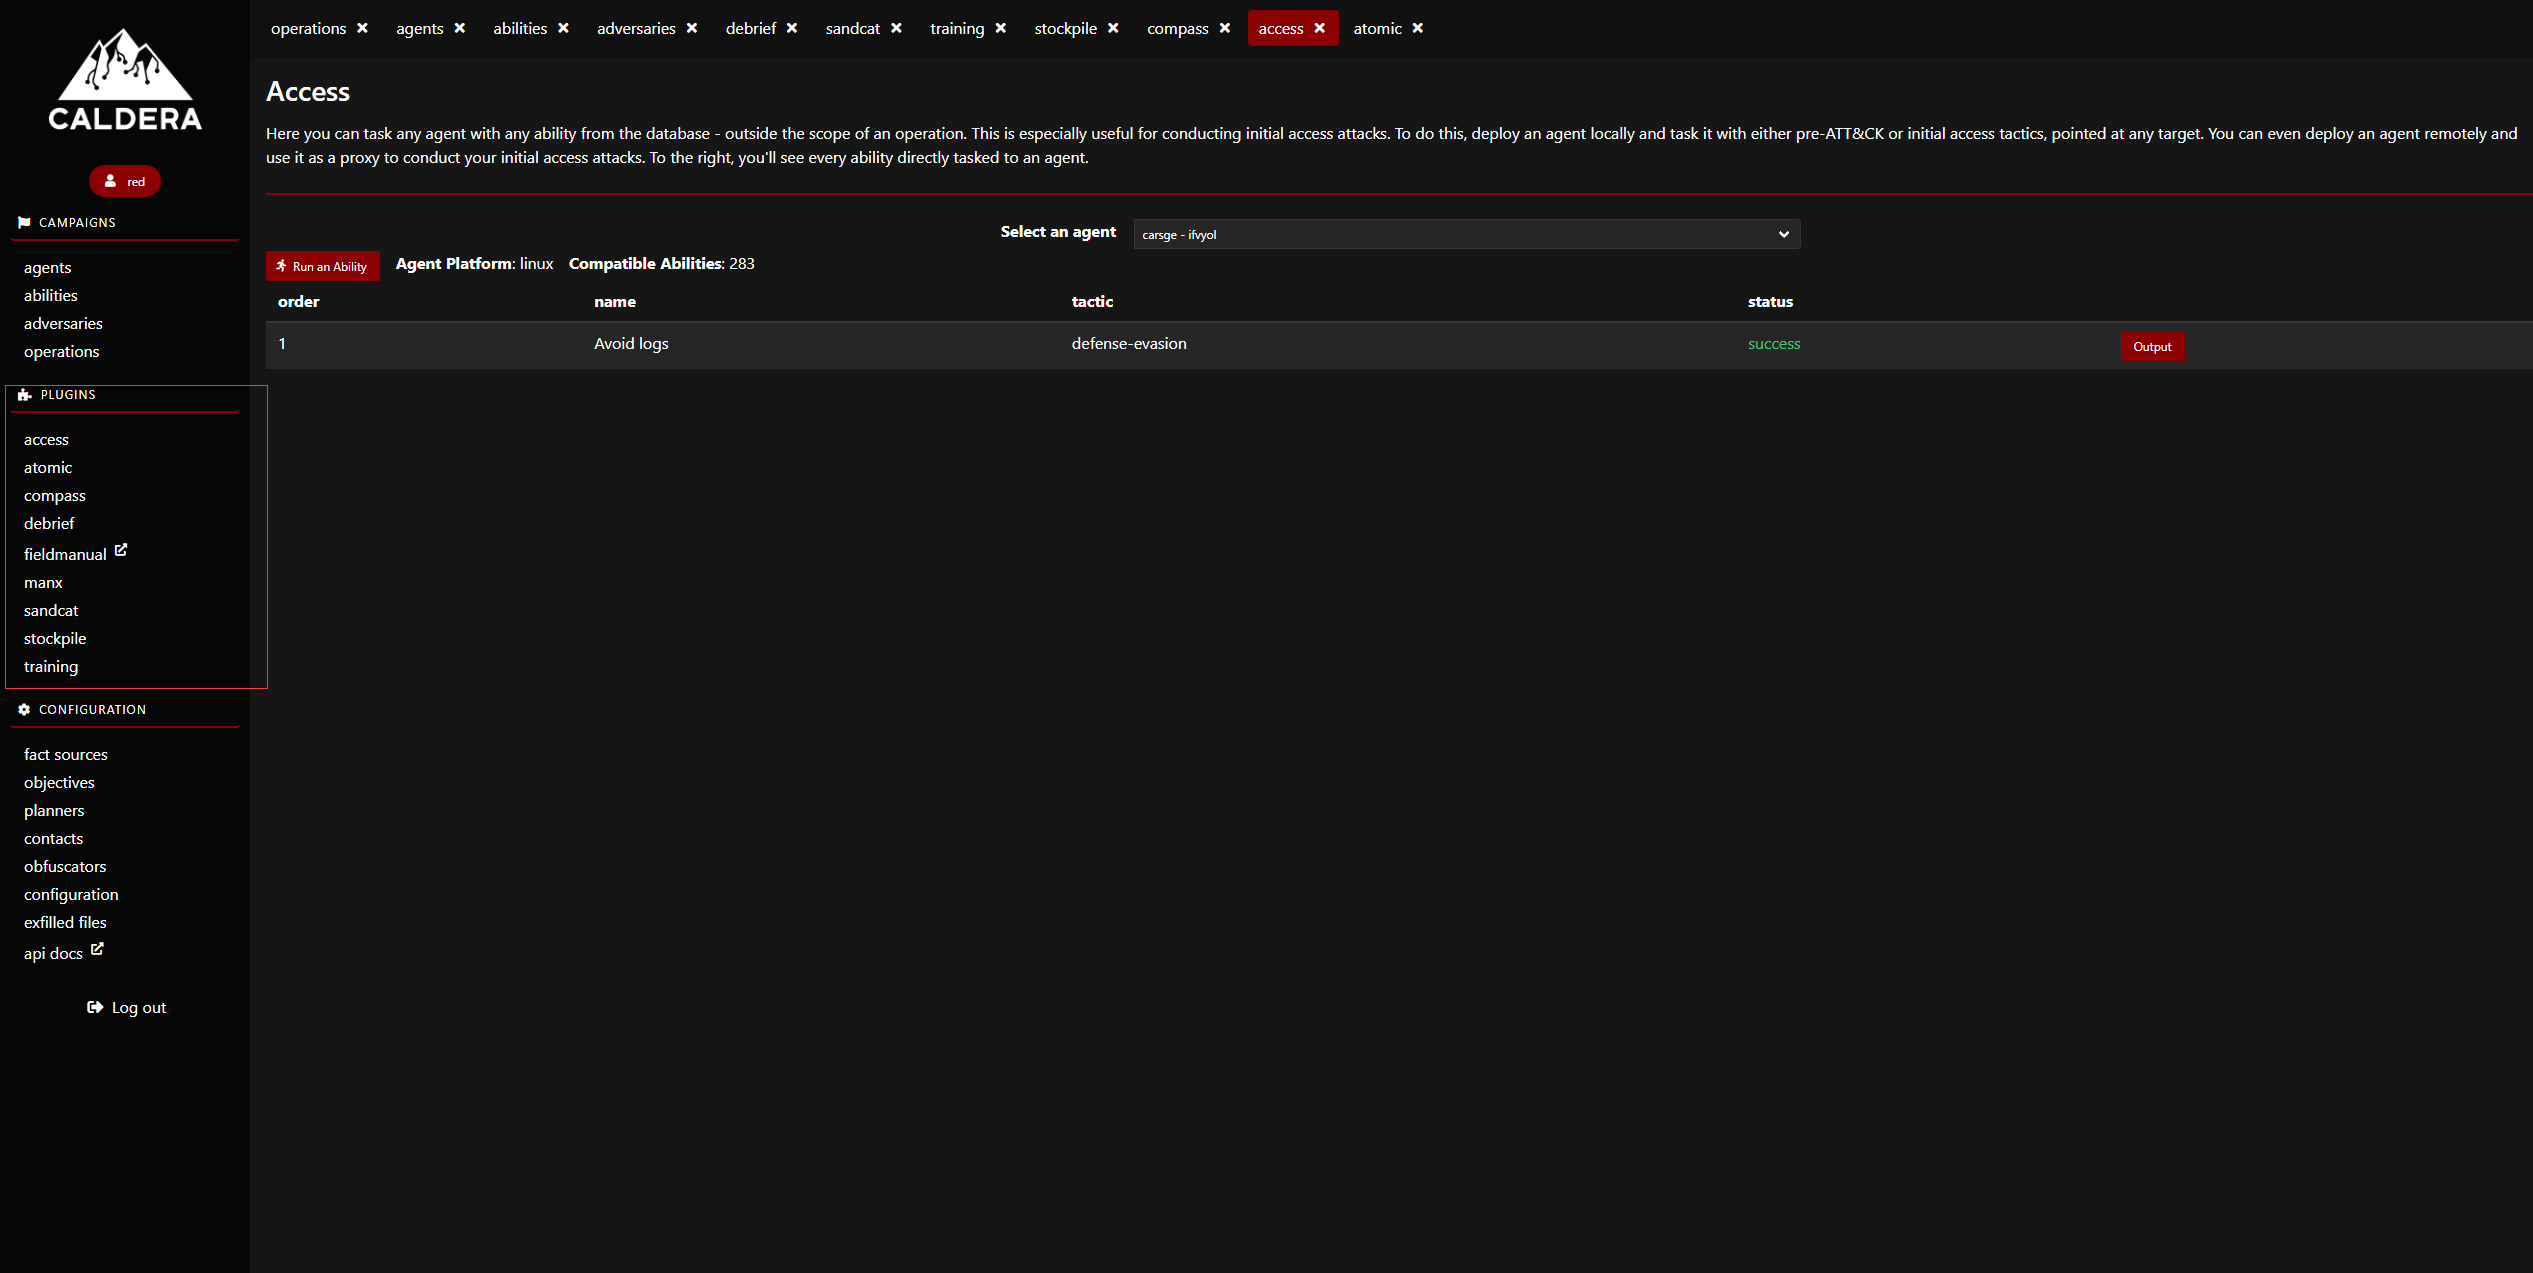 CALDERA
red
CAMPAIGNS
agents
abilities
adversaries
operations
PLUGINS
access
atomic
compass
debrief
fieldmanual
manx
sandcat
stockpile
training
CONFIGURATION
fact sources
objectives
planners
contacts
obfuscators
configuration
exfilled files
api docs
Log out
operations agents abilities adversaries debrief sandcat training stockpile compass access atomic
Access
Here you can task any agent with any ability from the database - outside the scope of an operation. This is especially useful for conducting initial access attacks. To do this, deploy an agent locally and task it with either pre-ATT&CK or initial access tactics, pointed at any target. You can even deploy an agent remotely and
use it as a proxy to conduct your initial access attacks. To the right, you'll see every ability directly tasked to an agent.
Select an agent carsge - ifvyol
Run an Ability Agent Platform: linux Compatible Abilities: 283
order name tactic status
1 Avoid logs defense-evasion success Output